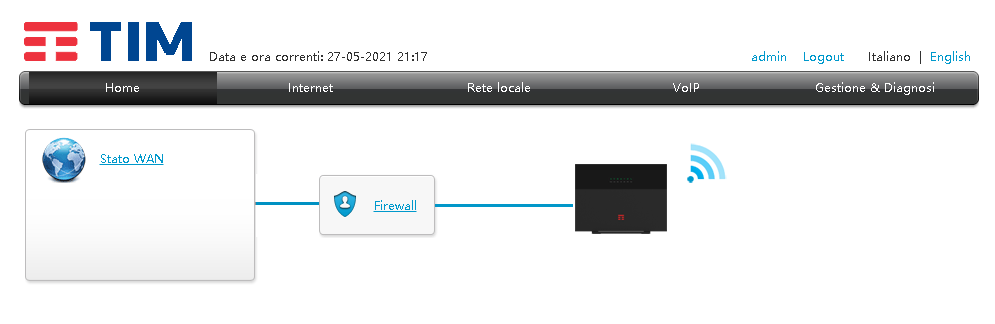 TIM Data e ora correnti: 27-05-2021 21:17 admin Logout Italiano | English
Home Internet Rete locale VoIP Gestione & Diagnosi
Stato WAN
Firewall